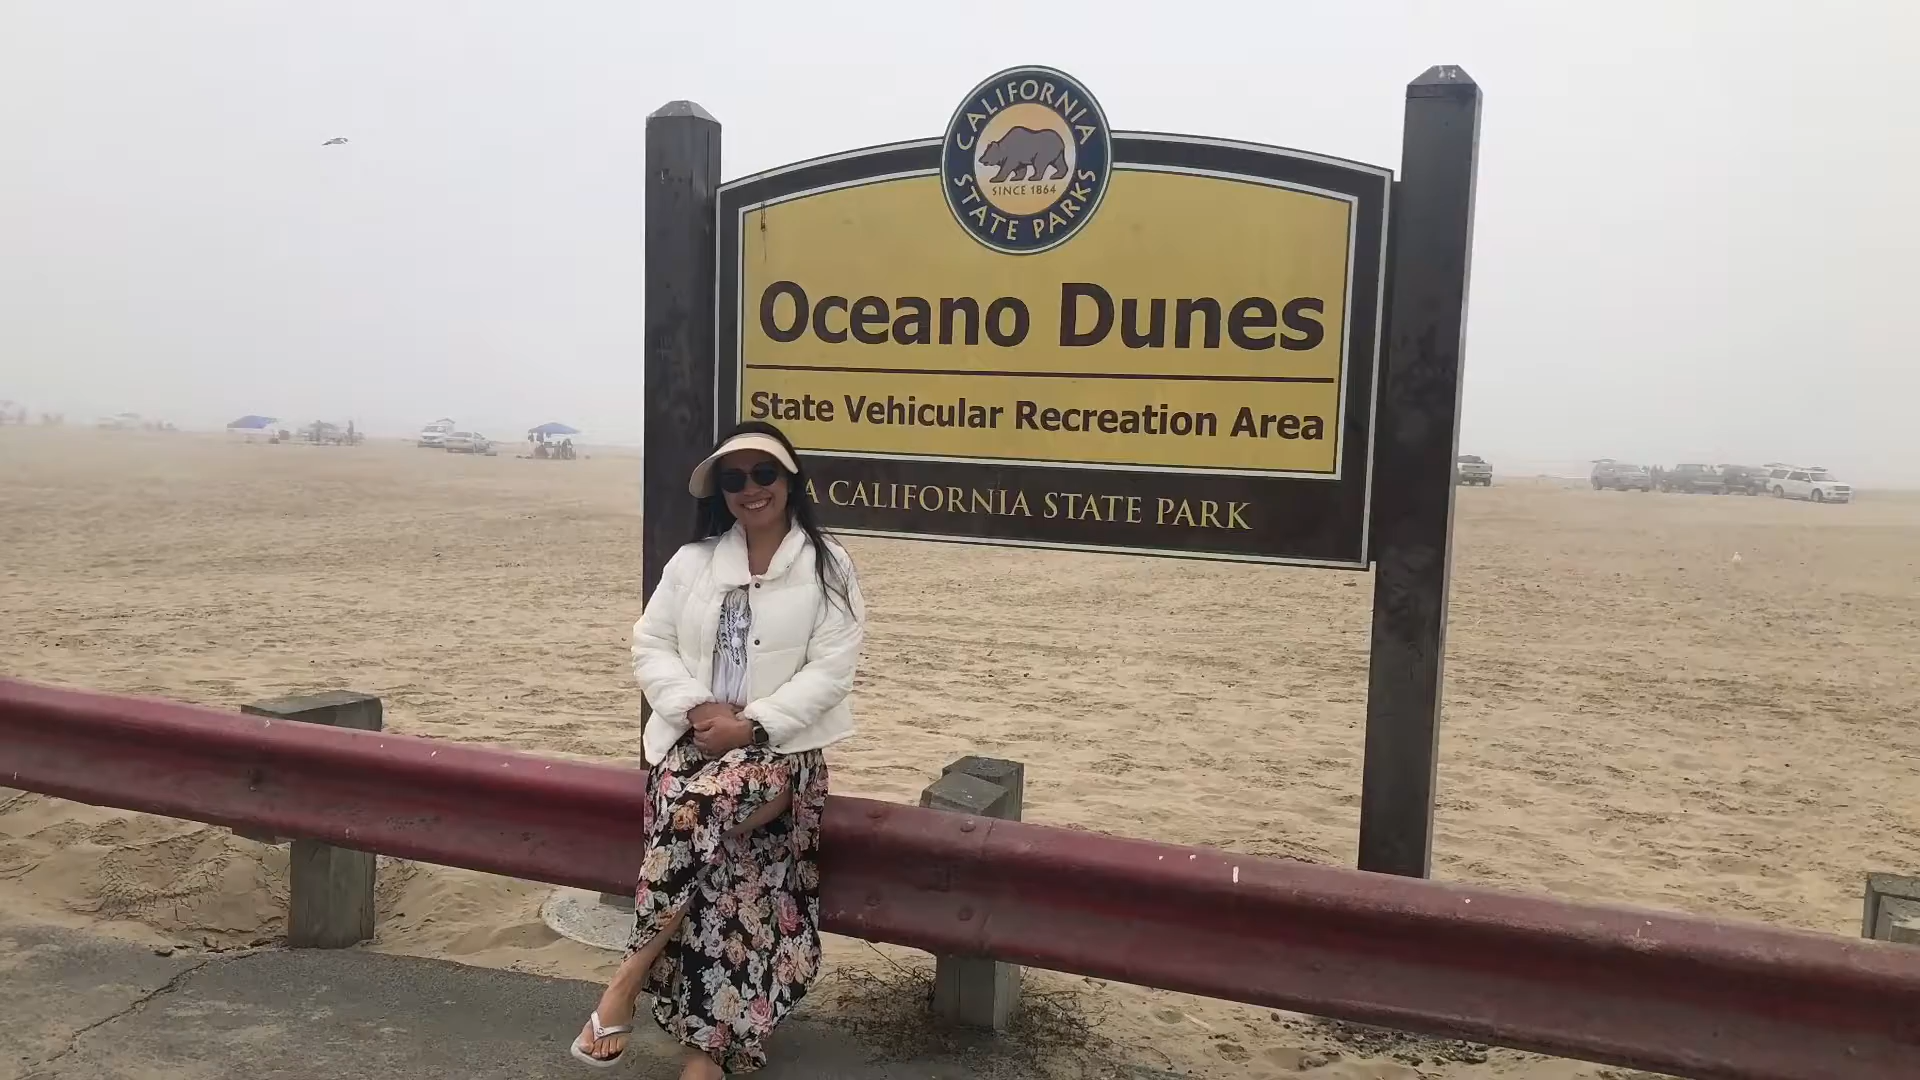 CALIFORNIA
SINCE 1864
STATE PARKS
Oceano Dunes
State Vehicular Recreation Area
A CALIFORNIA STATE PARK